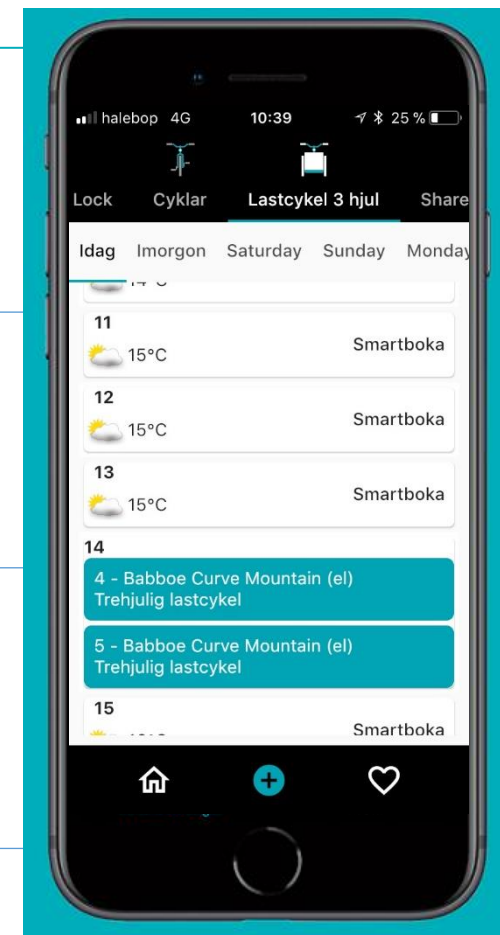 halebop 4G 10:39 25 %
Lock Cyklar Lastcykel 3 hjul Share
Idag Imorgon Saturday Sunday Monday
11
15°C Smartboka
12
15°C Smartboka
13
15°C Smartboka
14
4 - Babboe Curve Mountain (el)
Trehjulig lastcykel
5 - Babboe Curve Mountain (el)
Trehjulig lastcykel
15
Smartboka